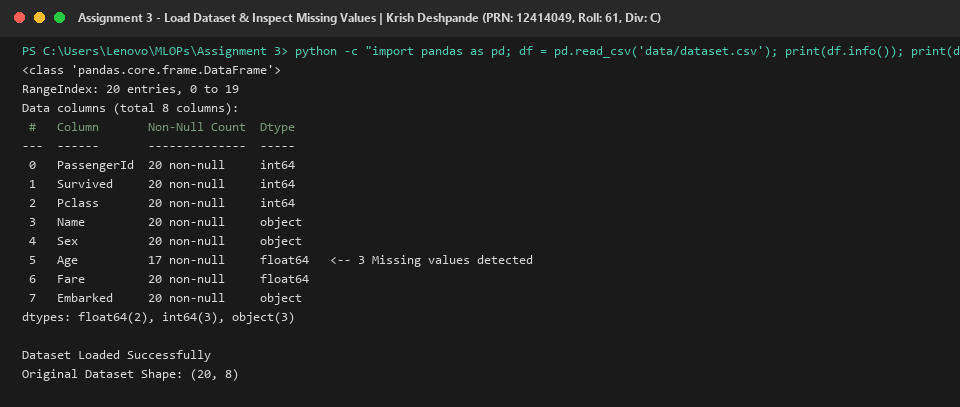 Assignment 3 - Load Dataset & Inspect Missing Values | Krish Deshpande (PRN: 12414049, Roll: 61, Div: C)
PS C:\Users\Lenovo\MLOPs\Assignment 3> python -c "import pandas as pd; df = pd.read_csv('data/dataset.csv'); print(df.info()); print(d
<class 'pandas.core.frame.DataFrame'>
RangeIndex: 20 entries, 0 to 19
Data columns (total 8 columns):
 #   Column       Non-Null Count  Dtype
---  ------       --------------  -----
 0   PassengerId  20 non-null     int64
 1   Survived     20 non-null     int64
 2   Pclass       20 non-null     int64
 3   Name         20 non-null     object
 4   Sex          20 non-null     object
 5   Age          17 non-null     float64   <-- 3 Missing values detected
 6   Fare         20 non-null     float64
 7   Embarked     20 non-null     object
dtypes: float64(2), int64(3), object(3)
Dataset Loaded Successfully
Original Dataset Shape: (20, 8)